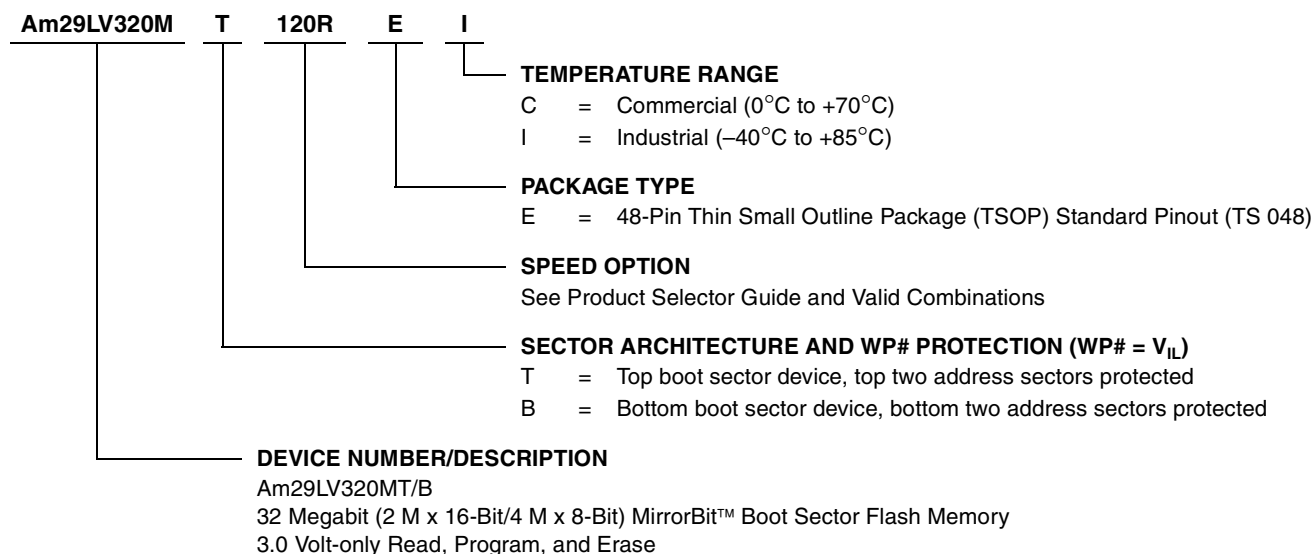 Am29LV320M T 120R E I
TEMPERATURE RANGE
C = Commercial (0°C to +70°C)
I = Industrial (–40°C to +85°C)
PACKAGE TYPE
E = 48-Pin Thin Small Outline Package (TSOP) Standard Pinout (TS 048)
SPEED OPTION
See Product Selector Guide and Valid Combinations
SECTOR ARCHITECTURE AND WP# PROTECTION (WP# = VIL)
T = Top boot sector device, top two address sectors protected
B = Bottom boot sector device, bottom two address sectors protected
DEVICE NUMBER/DESCRIPTION
Am29LV320MT/B
32 Megabit (2 M x 16-Bit/4 M x 8-Bit) MirrorBit™ Boot Sector Flash Memory
3.0 Volt-only Read, Program, and Erase